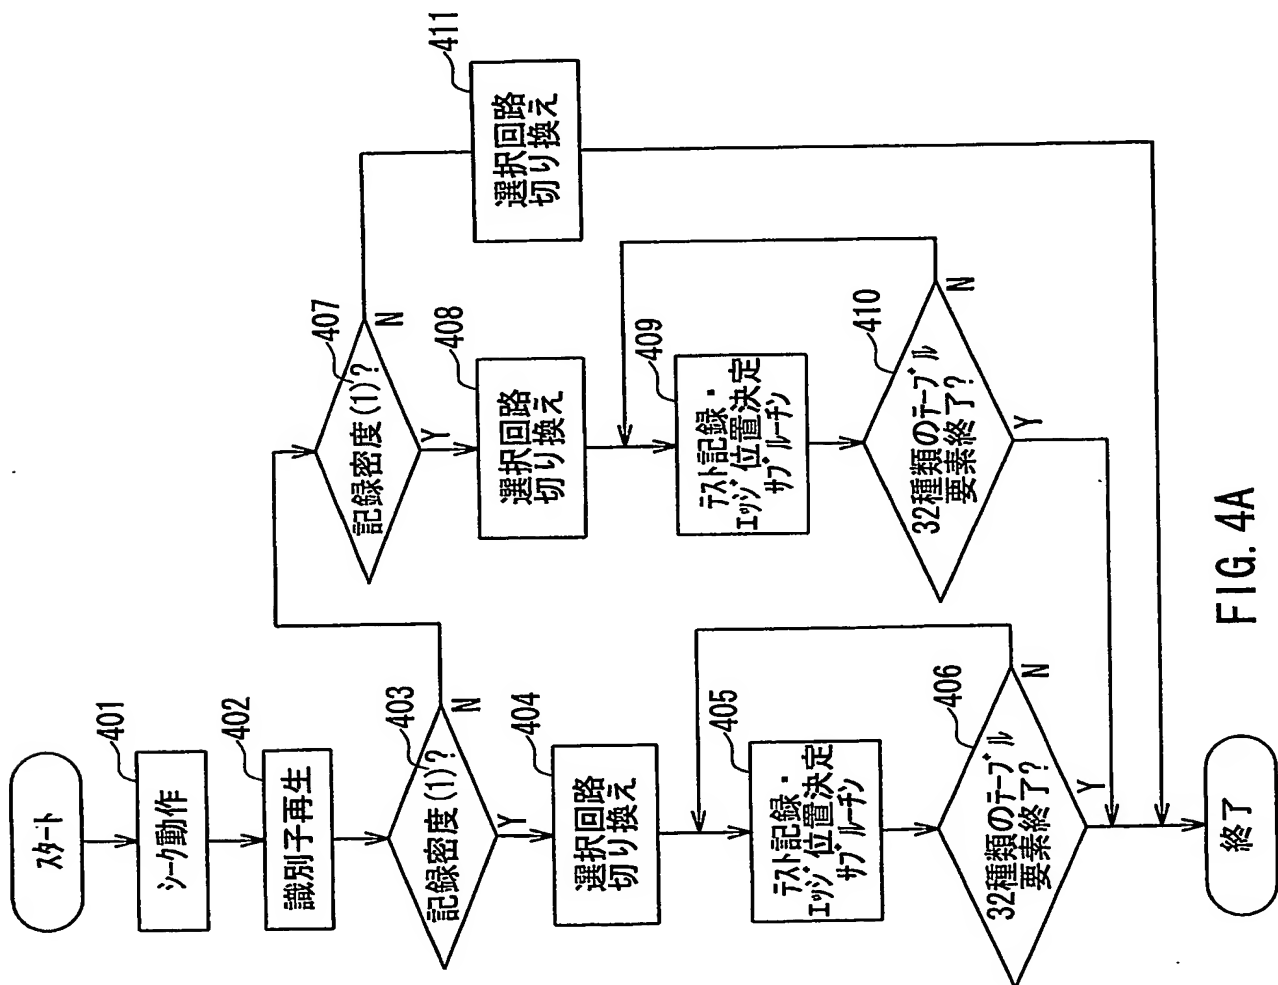 スタート
401
シーク動作
402
識別子再生
403
記録密度(1)?
N
Y
404
選択回路
切り換え
405
テスト記録・
エッジ位置決定
サブルーチン
406
32種類のテーブル
要素終了?
N
Y
終了
407
記録密度(1)?
N
Y
408
選択回路
切り換え
409
テスト記録・
エッジ位置決定
サブルーチン
410
32種類のテーブル
要素終了?
N
Y
411
選択回路
切り換え
FIG. 4A